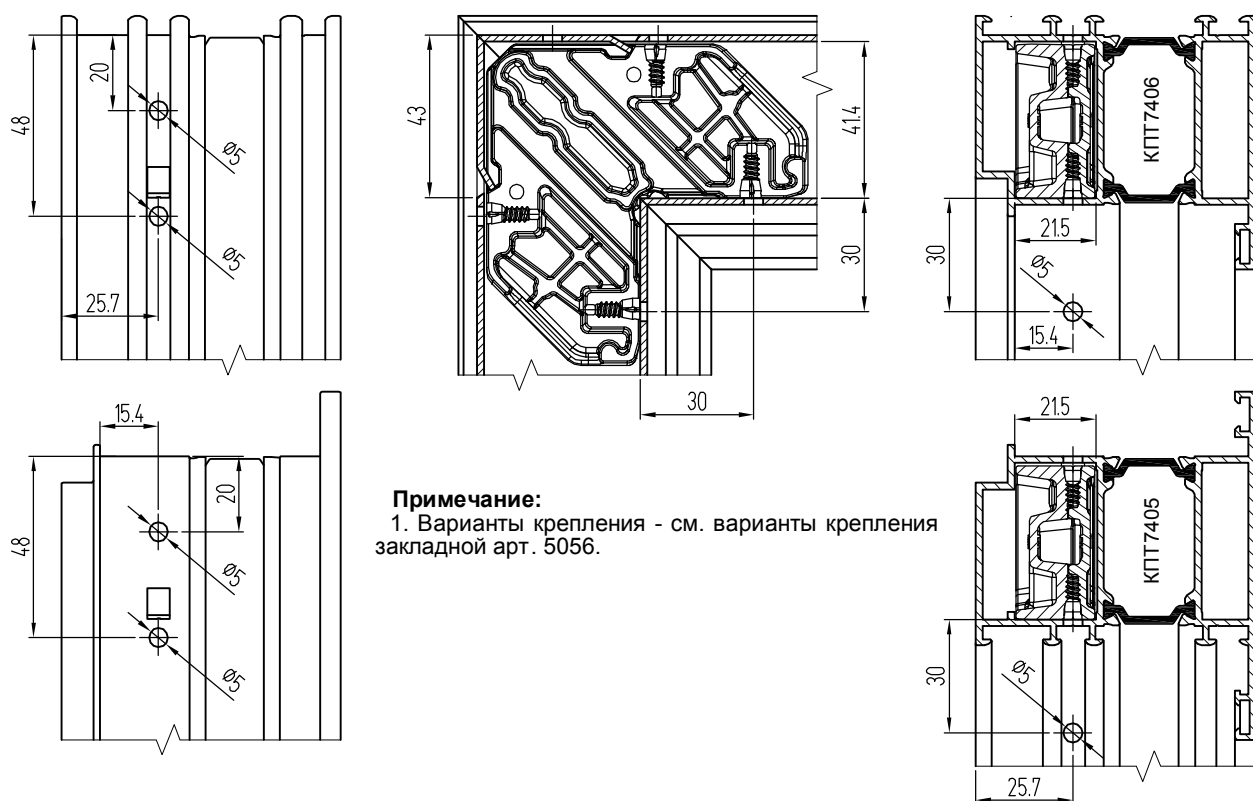 48
20
ø5
ø5
25.7
43
41.4
30
30
КПТ7406
21.5
30
ø5
15.4
15.4
48
20
ø5
ø5
Примечание:
1. Варианты крепления - см. варианты крепления
закладной арт. 5056.
21.5
КПТ7405
30
ø5
25.7